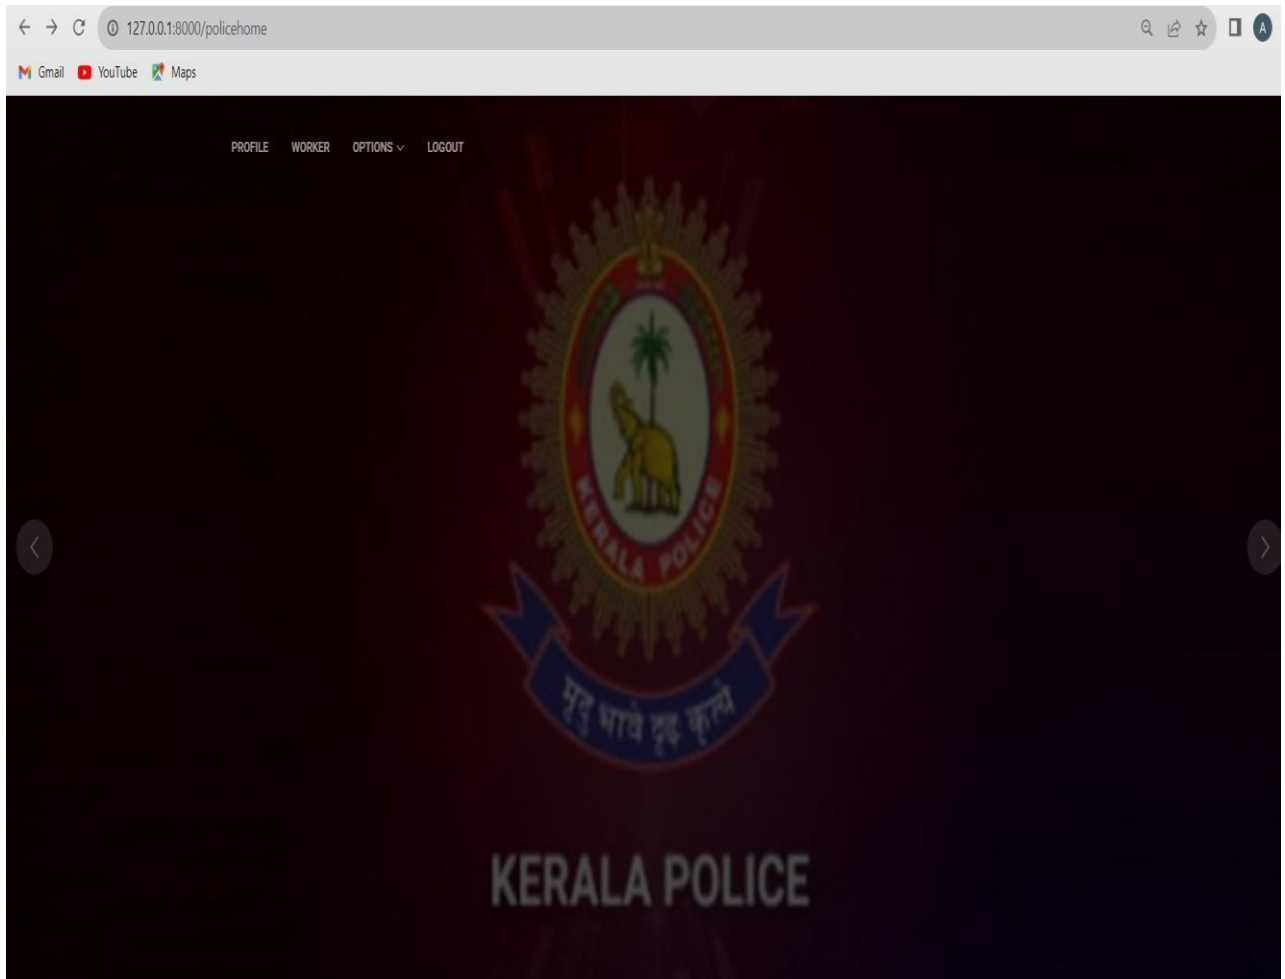 127.0.0.1:8000/policehome
A
Gmail YouTube Maps
PROFILE WORKER OPTIONS LOGOUT
KERALA POLICE
मृदु भावे दृढ कृत्ये
KERALA POLICE